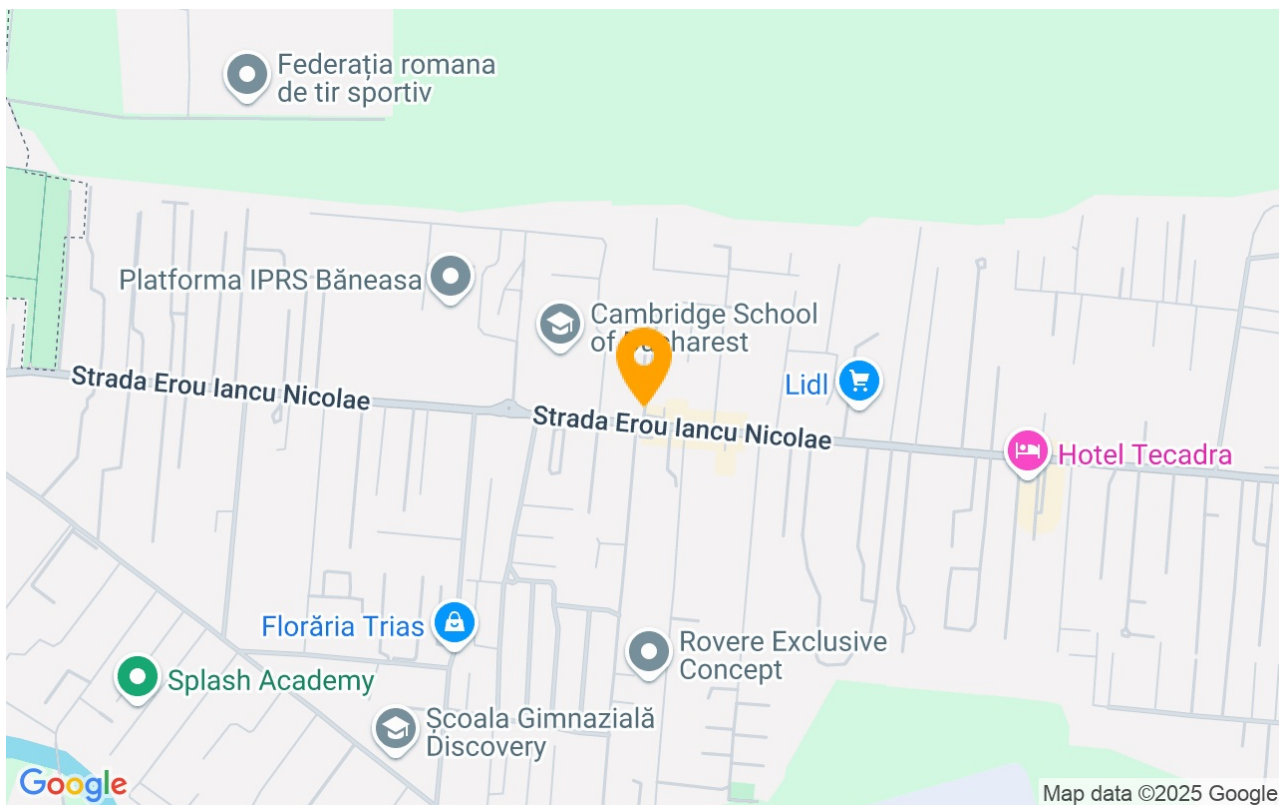 Federația romana
de tir sportiv
Platforma IPRS Băneasa
Cambridge School
of Bucharest
Lidl
Strada Erou Iancu Nicolae
Strada Erou Iancu Nicolae
Hotel Tecadra
Florăria Trias
Rovere Exclusive
Concept
Splash Academy
Școala Gimnazială
Discovery
Google
Map data ©2025 Google